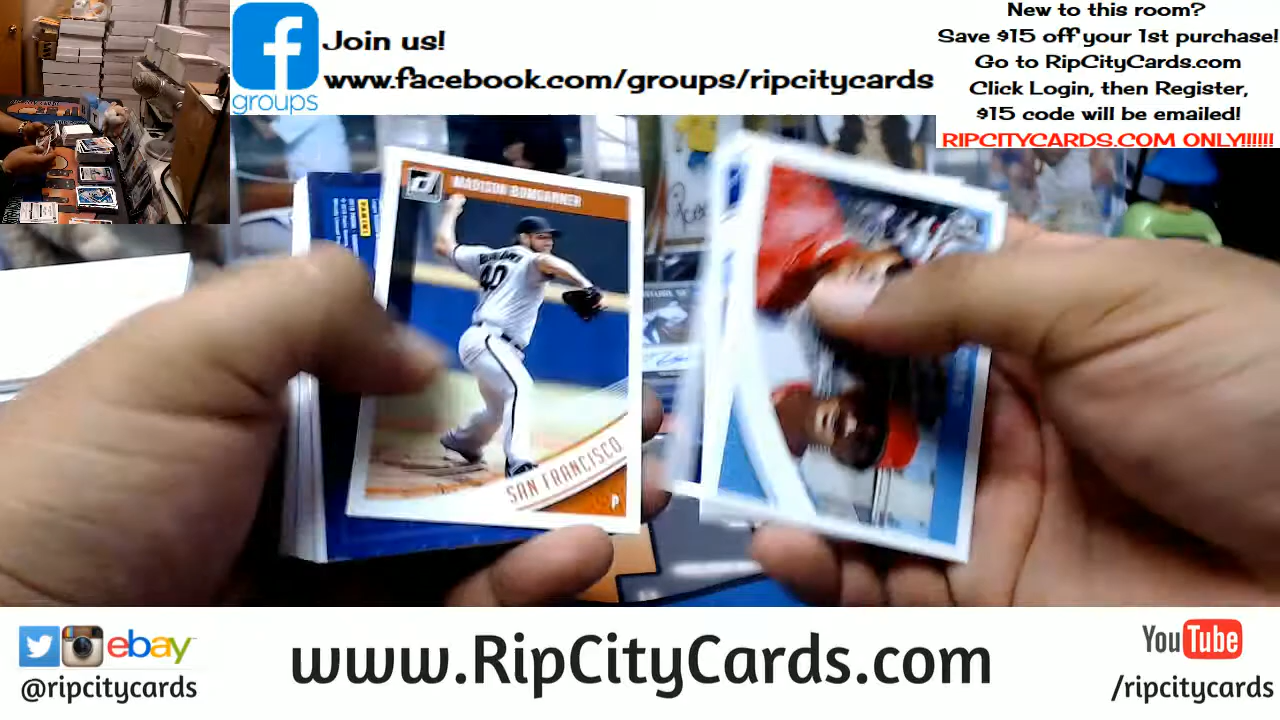 Join us!
www.facebook.com/groups/ripcitycards
f
groups
New to this room?
Save $15 off your 1st purchase!
Go to RipCityCards.com
Click Login, then Register,
$15 code will be emailed!
RIPCITYCARDS.COM ONLY!!!!!!
PANINI
MADISON BUMGARNER
40
SAN FRANCISCO
P
ebay
@ripcitycards
www.RipCityCards.com
YouTube
/ripcitycards